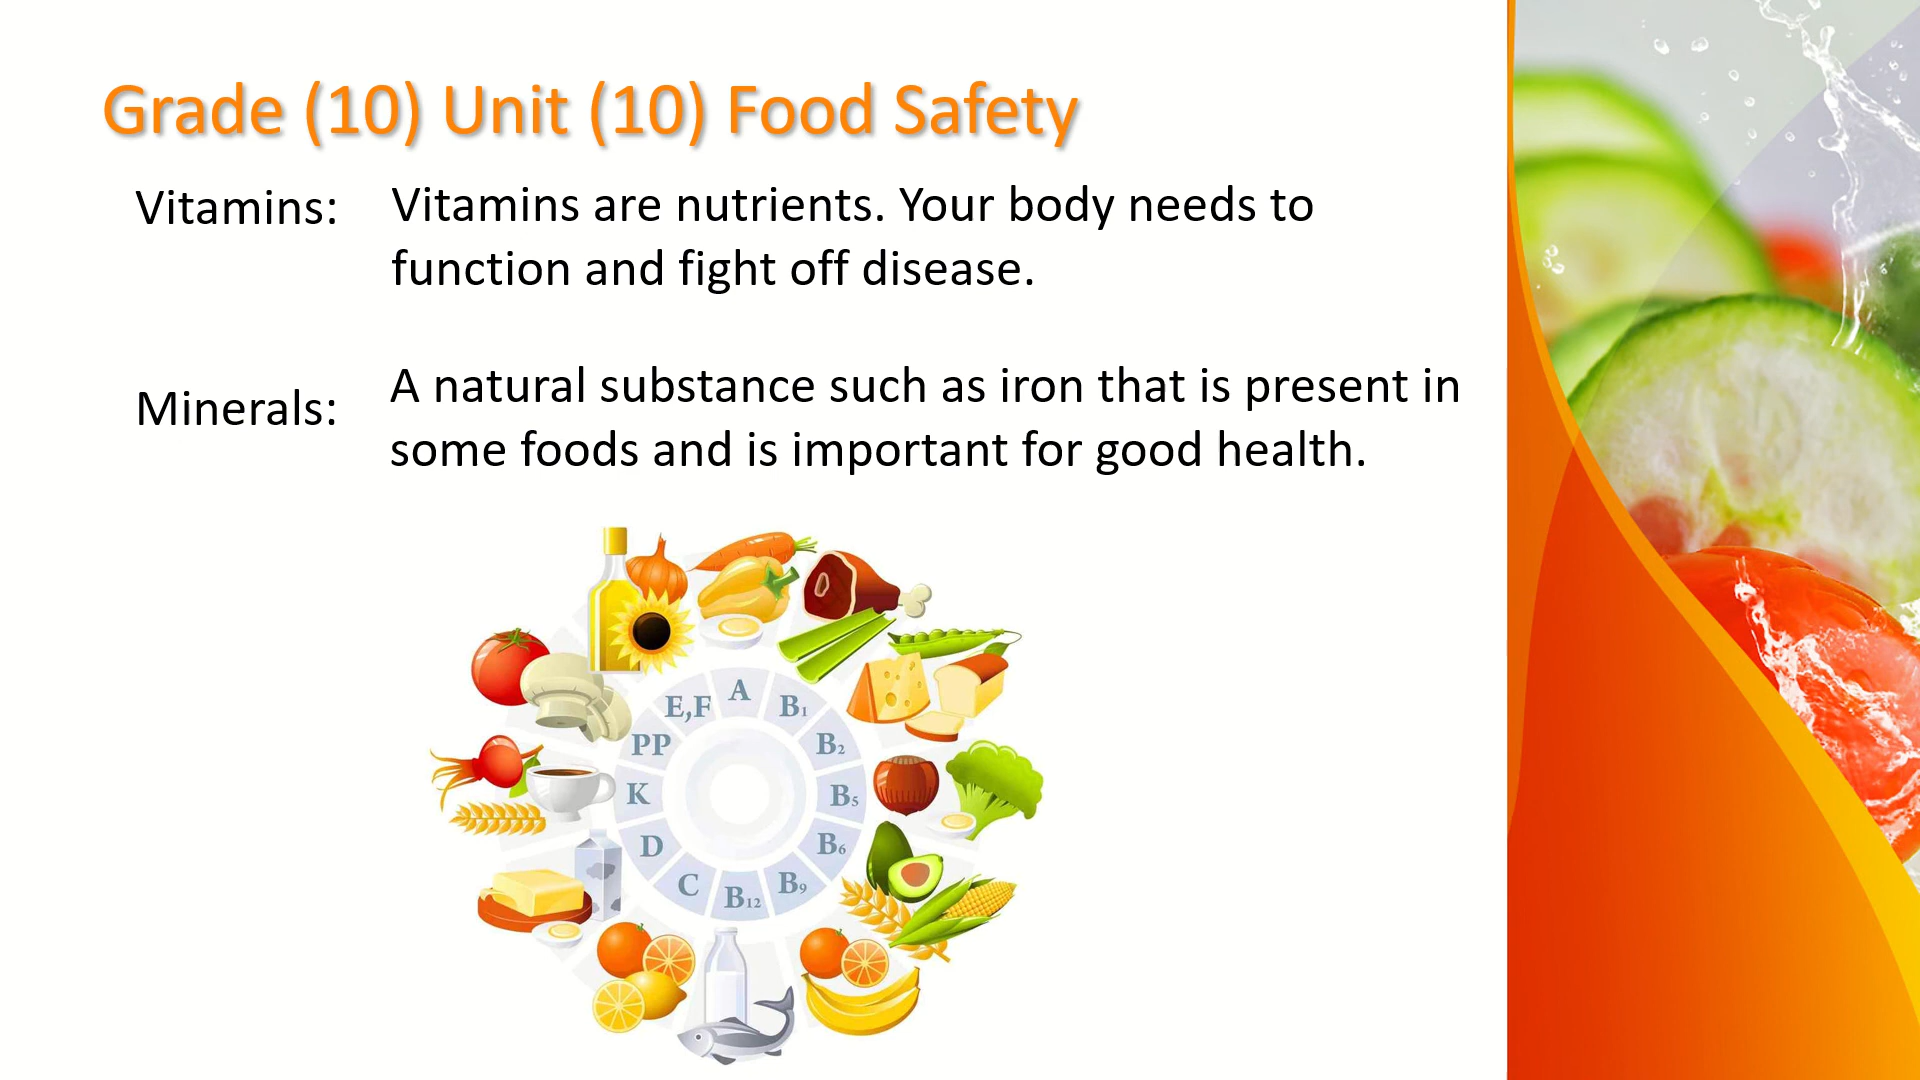 Grade (10) Unit (10) Food Safety
Vitamins:
Vitamins are nutrients. Your body needs to
function and fight off disease.
Minerals:
A natural substance such as iron that is present in
some foods and is important for good health.
A
B₁
B₂
B₅
B₆
B₉
B₁₂
C
D
K
PP
E,F